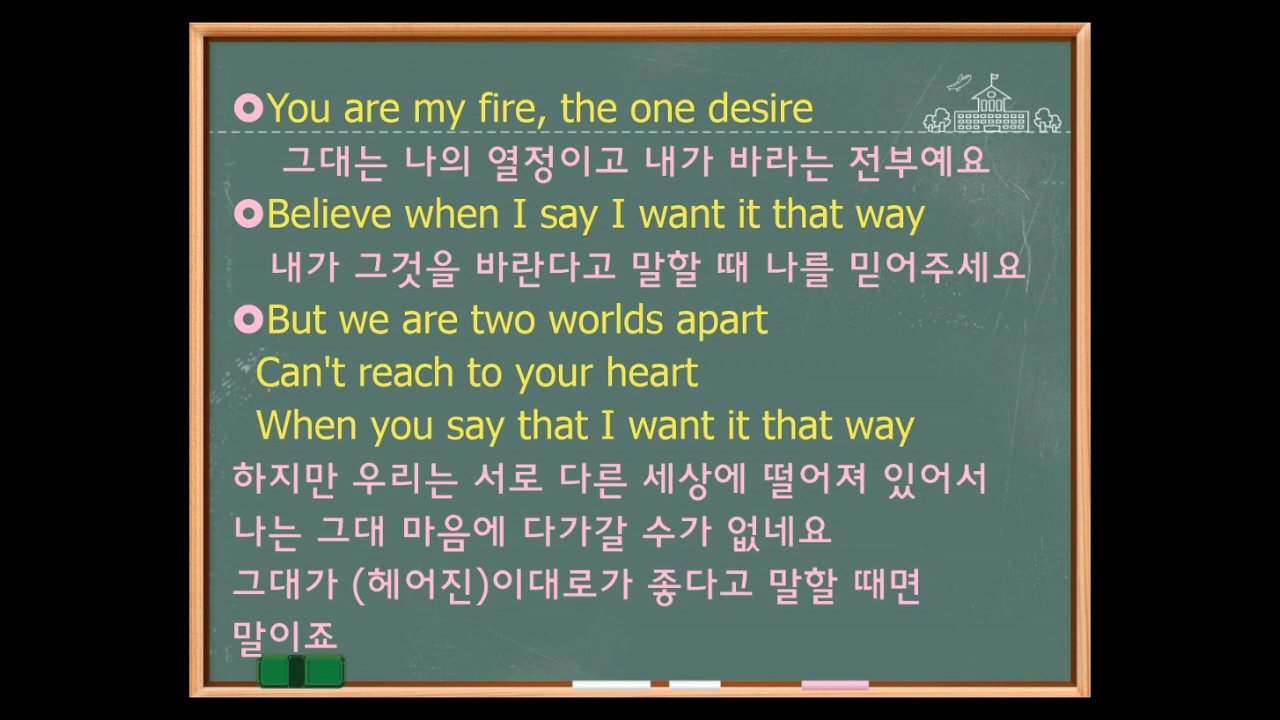 You are my fire, the one desire
그대는 나의 열정이고 내가 바라는 전부예요
Believe when I say I want it that way
내가 그것을 바란다고 말할 때 나를 믿어주세요
But we are two worlds apart
Can't reach to your heart
When you say that I want it that way
하지만 우리는 서로 다른 세상에 떨어져 있어서
나는 그대 마음에 다가갈 수가 없네요
그대가 (헤어진)이대로가 좋다고 말할 때면
말이죠